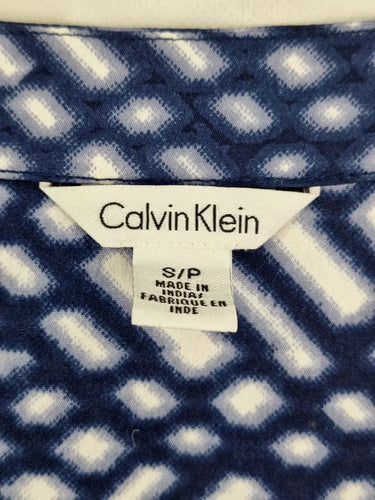 Calvin Klein
S/P
MADE IN
INDIA/
FABRIQUE EN
INDE